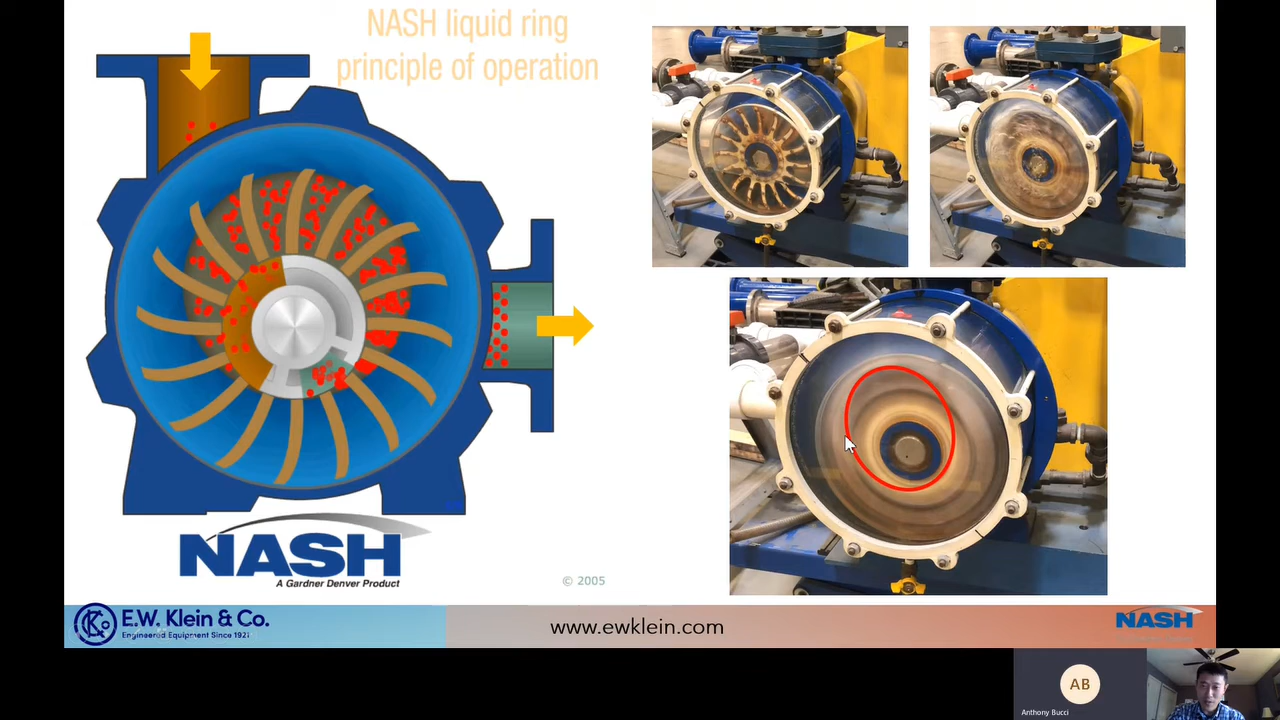 NASH liquid ring
principle of operation
NASH
A Gardner Denver Product
© 2005
E.W. Klein & Co.
Engineered Equipment Since 1921
www.ewklein.com
NASH
AB
Anthony Bucci